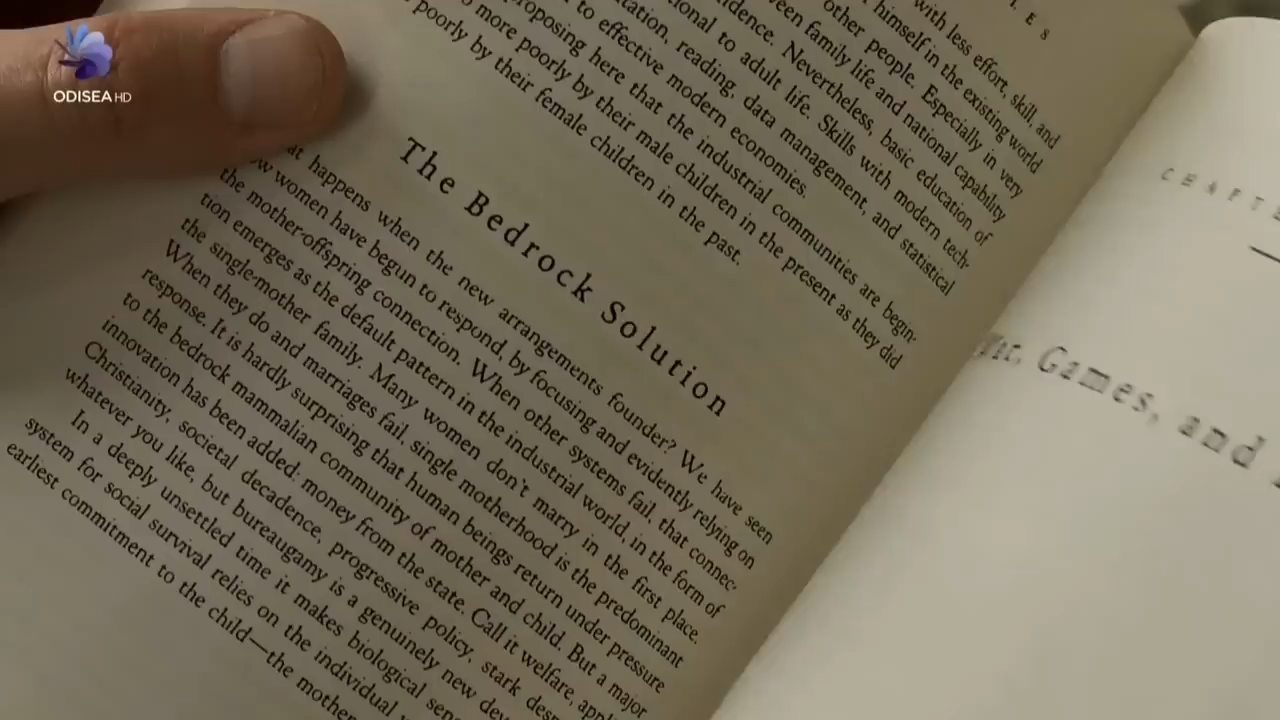 ODISEA HD
T E S
with less effort, skill, and
himself in the existing world
other people. Especially in very
een family life and national capability
dence. Nevertheless, basic education of
tional to adult life. Skills with modern tech-
tation, reading, data management, and statistical
to effective modern economies.
proposing here that the industrial communities are begin-
more poorly by their male children in the present as they did
poorly by their female children in the past.
The Bedrock Solution
at happens when the new arrangements founder? We have seen
w women have begun to respond, by focusing and evidently relying on
the mother-offspring connection. When other systems fail, that connec-
tion emerges as the default pattern in the industrial world, in the form of
the single-mother family. Many women don't marry in the first place.
When they do and marriages fail, single motherhood is the predominant
response. It is hardly surprising that human beings return under pressure
to the bedrock mammalian community of mother and child. But a major
innovation has been added: money from the state. Call it welfare, appl
Christianity, societal decadence, progressive policy, stark desp
whatever you like, but bureaugamy is a genuinely new dev
In a deeply unsettled time it makes biological sens
system for social survival relies on the individual
earliest commitment to the child—the mother
CHAPTE
Games, and